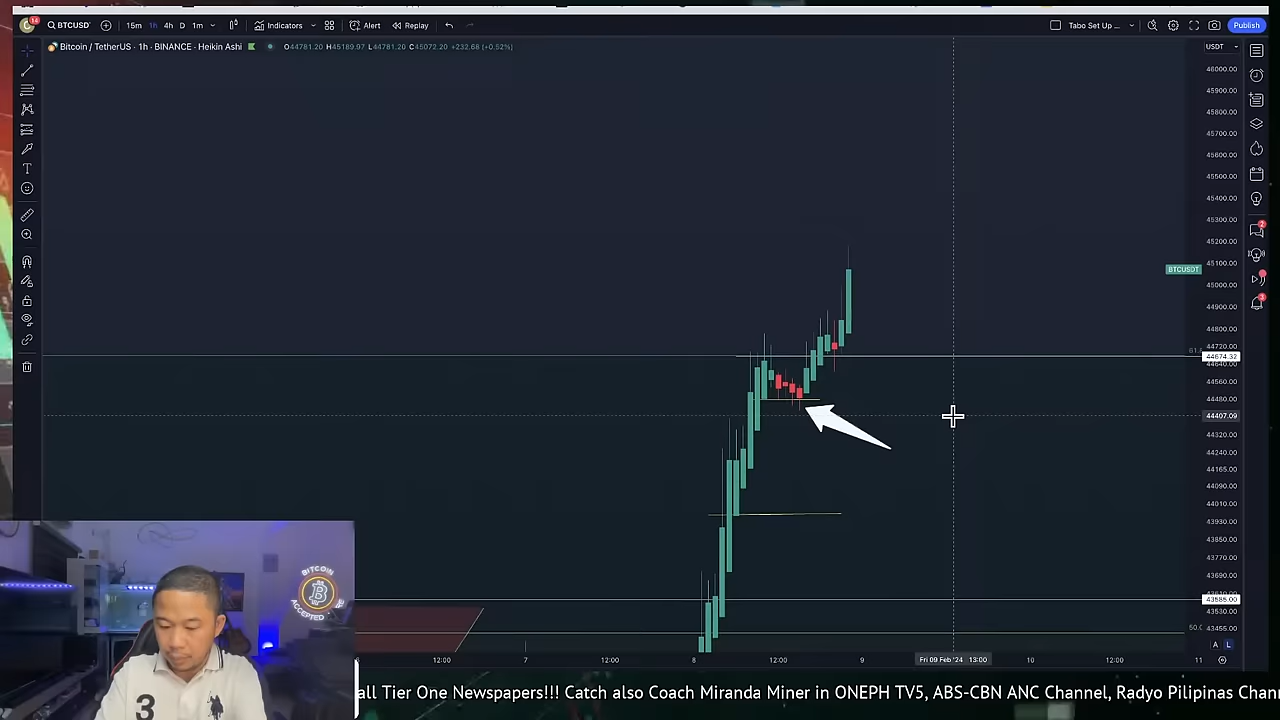 BTCUSD
15m 1h 4h D 1m
Indicators
Alert
Replay
Tabo Set Up ...
Publish
Bitcoin / TetherUS · 1h · BINANCE · Heikin Ashi
O44781.20 H45189.97 L44781.20 C45072.20 +232.68 (+0.52%)
USDT
45900.00
45800.00
45700.00
45600.00
45500.00
45400.00
45300.00
45200.00
45100.00
BTCUSDT
45000.00
44900.00
44800.00
44720.00
44674.32
44560.00
44480.00
44407.09
44320.00
44240.00
44165.00
44090.00
44010.00
43930.00
43850.00
43770.00
43690.00
43585.00
43530.00
43455.00
A L
12:00 7 12:00 8 12:00 9 Fri 09 Feb '24 13:00 10 12:00 11
BITCOIN
B
ACCEPTED
3
all Tier One Newspapers!!! Catch also Coach Miranda Miner in ONEPH TV5, ABS-CBN ANC Channel, Radyo Pilipinas Chan